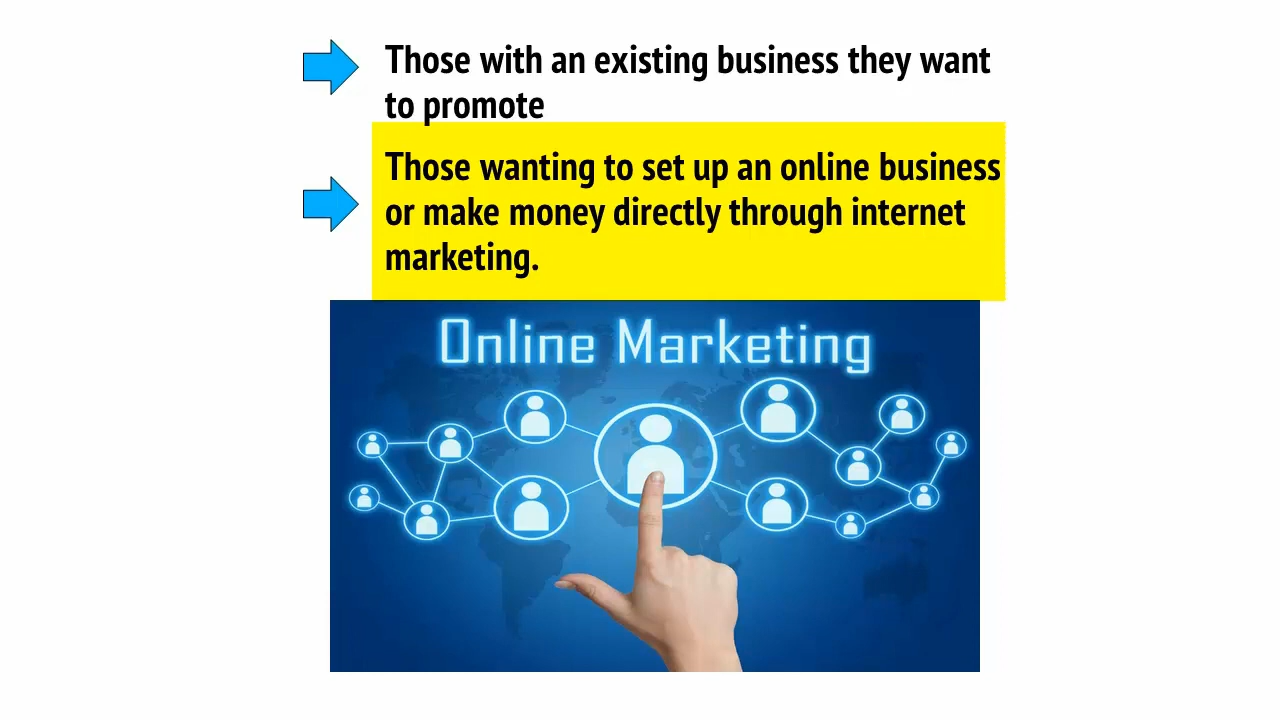 Those with an existing business they want
to promote
Those wanting to set up an online business
or make money directly through internet
marketing.
Online Marketing